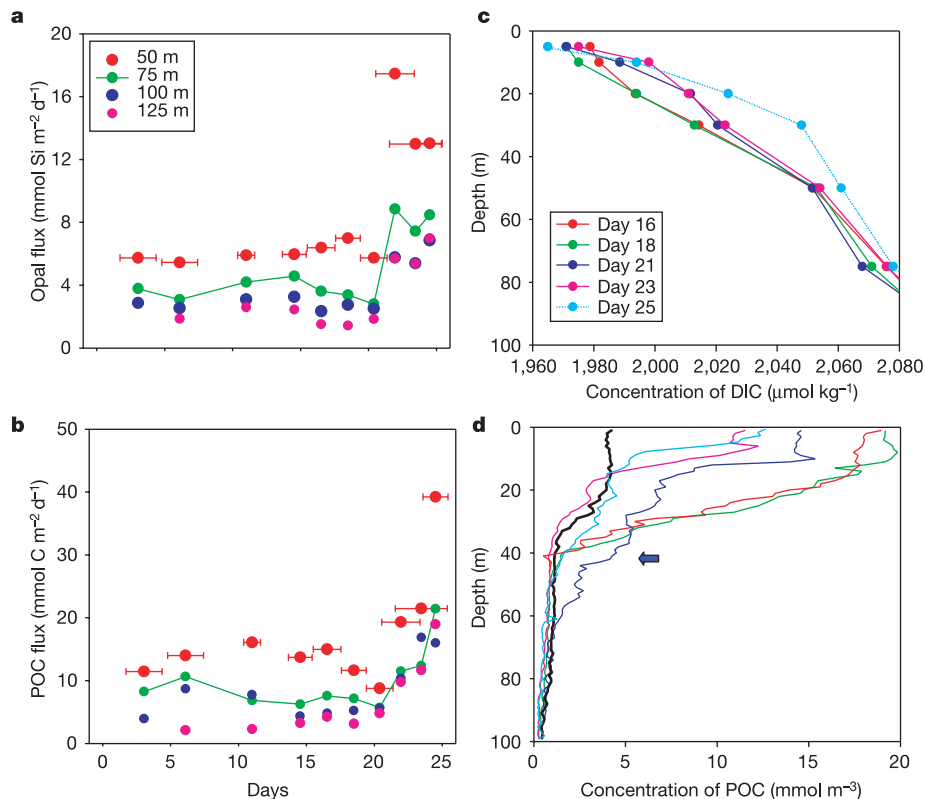 a
20
16
12
8
4
0
Opal flux (mmol Si m⁻² d⁻¹)
50 m
75 m
100 m
125 m
b
50
40
30
20
10
0
POC flux (mmol C m⁻² d⁻¹)
0
5
10
15
20
25
Days
c
0
20
40
60
80
100
Depth (m)
Day 16
Day 18
Day 21
Day 23
Day 25
1,960
1,980
2,000
2,020
2,040
2,060
2,080
Concentration of DIC (μmol kg⁻¹)
d
0
20
40
60
80
100
Depth (m)
0
5
10
15
20
Concentration of POC (mmol m⁻³)